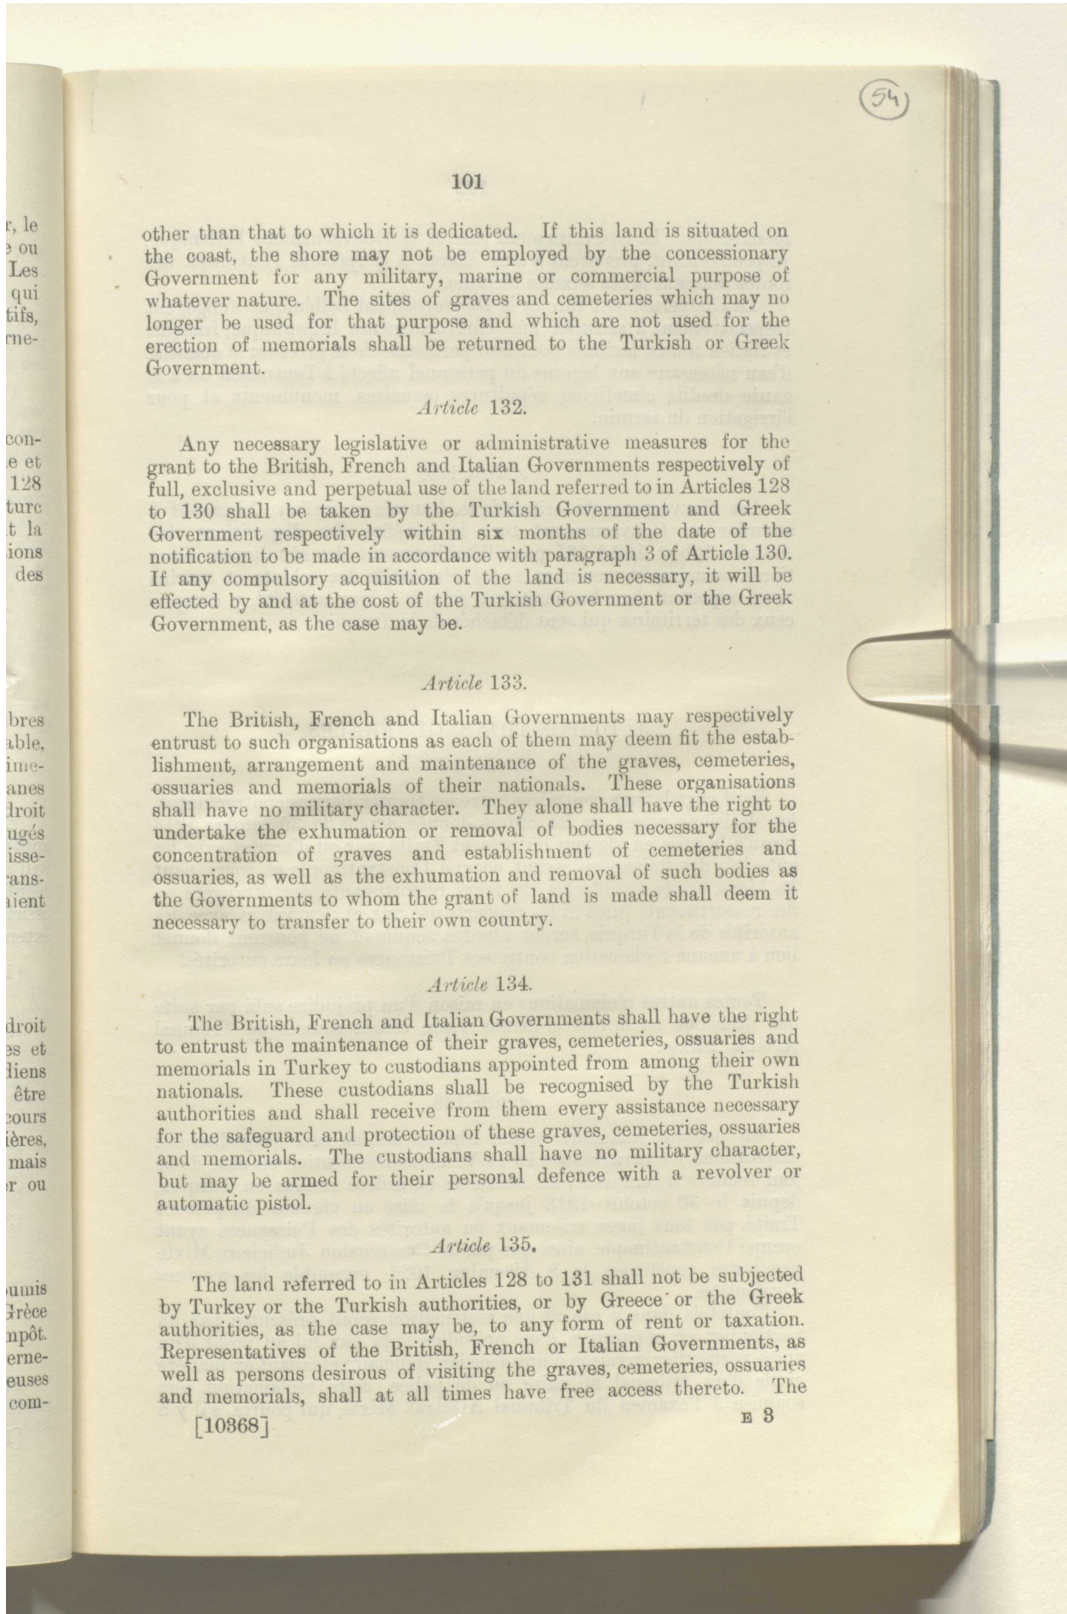 54
101
other than that to which it is dedicated. If this land is situated on
the coast, the shore may not be employed by the concessionary
Government for any military, marine or commercial purpose of
whatever nature. The sites of graves and cemeteries which may no
longer be used for that purpose and which are not used for the
erection of memorials shall be returned to the Turkish or Greek
Government.
Article 132.
Any necessary legislative or administrative measures for the
grant to the British, French and Italian Governments respectively of
full, exclusive and perpetual use of the land referred to in Articles 128
to 130 shall be taken by the Turkish Government and Greek
Government respectively within six months of the date of the
notification to be made in accordance with paragraph 3 of Article 130.
If any compulsory acquisition of the land is necessary, it will be
effected by and at the cost of the Turkish Government or the Greek
Government, as the case may be.
Article 133.
The British, French and Italian Governments may respectively
entrust to such organisations as each of them may deem fit the estab-
lishment, arrangement and maintenance of the graves, cemeteries,
ossuaries and memorials of their nationals. These organisations
shall have no military character. They alone shall have the right to
undertake the exhumation or removal of bodies necessary for the
concentration of graves and establishment of cemeteries and
ossuaries, as well as the exhumation and removal of such bodies as
the Governments to whom the grant of land is made shall deem it
necessary to transfer to their own country.
Article 134.
The British, French and Italian Governments shall have the right
to entrust the maintenance of their graves, cemeteries, ossuaries and
memorials in Turkey to custodians appointed from among their own
nationals. These custodians shall be recognised by the Turkish
authorities and shall receive from them every assistance necessary
for the safeguard and protection of these graves, cemeteries, ossuaries
and memorials. The custodians shall have no military character,
but may be armed for their personal defence with a revolver or
automatic pistol.
Article 135.
The land referred to in Articles 128 to 131 shall not be subjected
by Turkey or the Turkish authorities, or by Greece or the Greek
authorities, as the case may be, to any form of rent or taxation.
Representatives of the British, French or Italian Governments, as
well as persons desirous of visiting the graves, cemeteries, ossuaries
and memorials, shall at all times have free access thereto. The
[10368] E 3